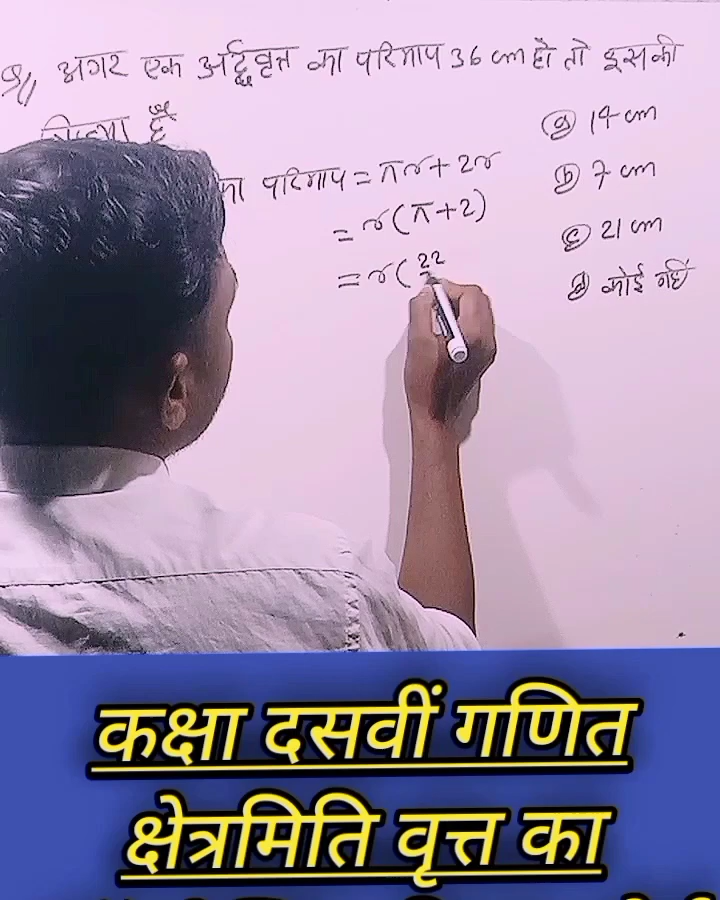 Q// अगर एक अर्द्धवृत्त का परिमाप 36 cm हो तो इसकी
त्रिज्या है
का परिमाप = πr + 2r
= r(π+2)
= r(22
(a) 14 cm
(b) 7 cm
(c) 21 cm
(d) कोई नहीं
कक्षा दसवीं गणित
क्षेत्रमिति वृत्त का